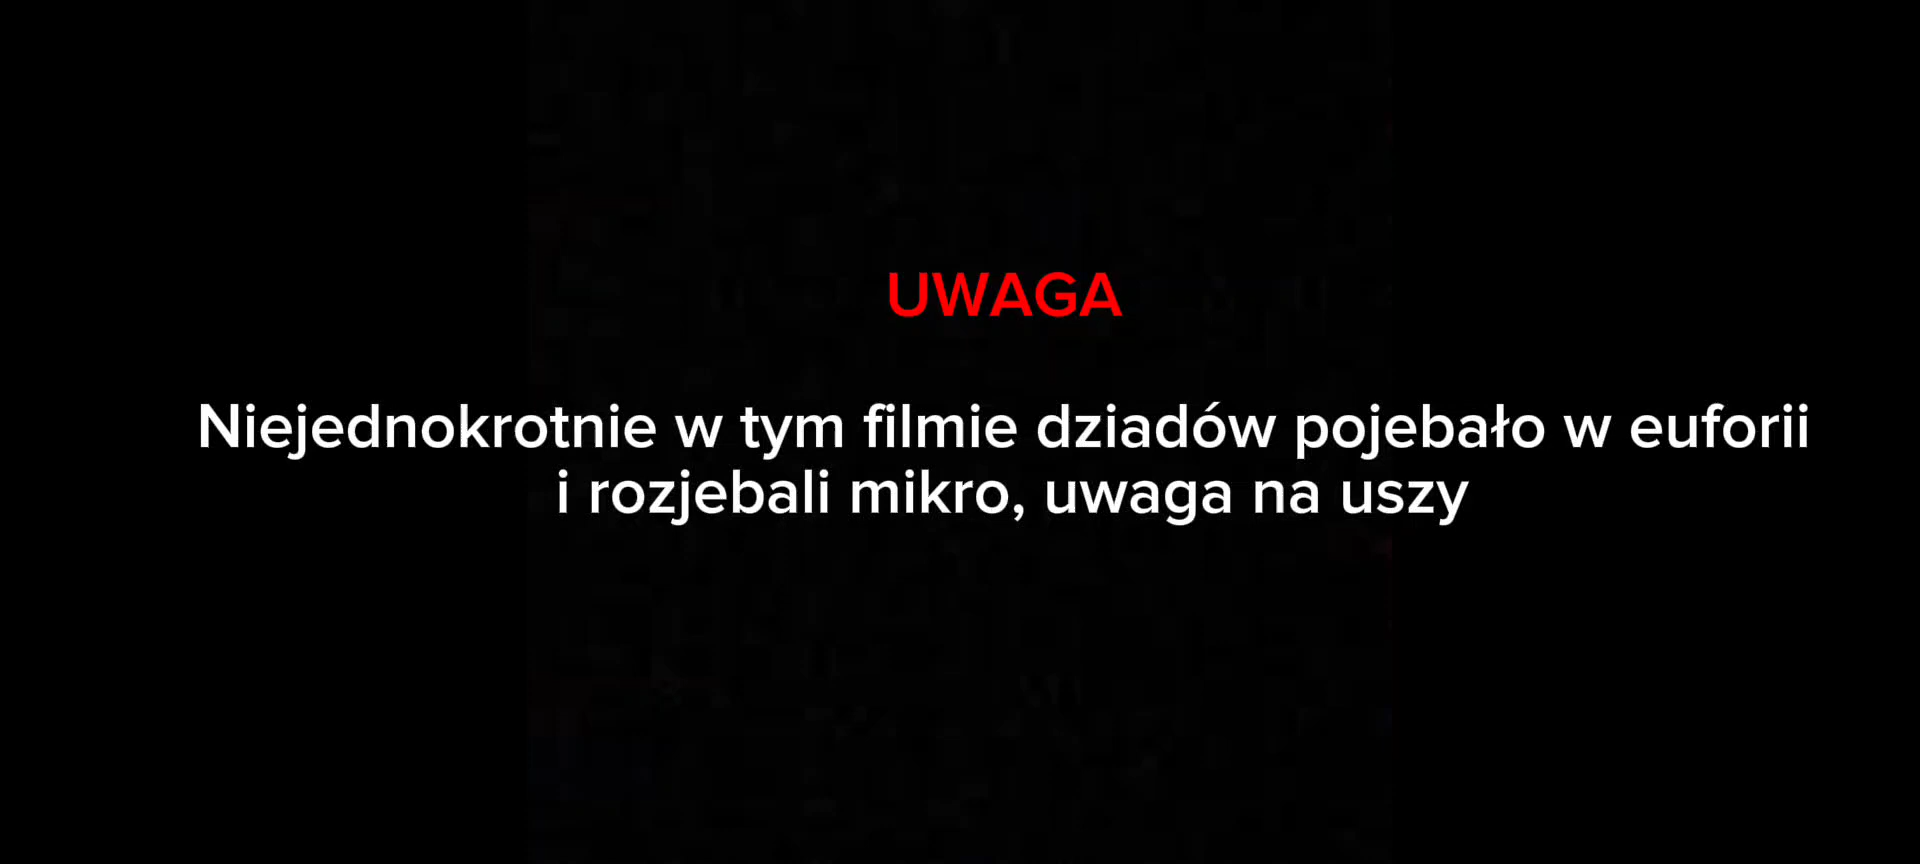 UWAGA
Niejednokrotnie w tym filmie dziadów pojebało w euforii
i rozjebali mikro, uwaga na uszy